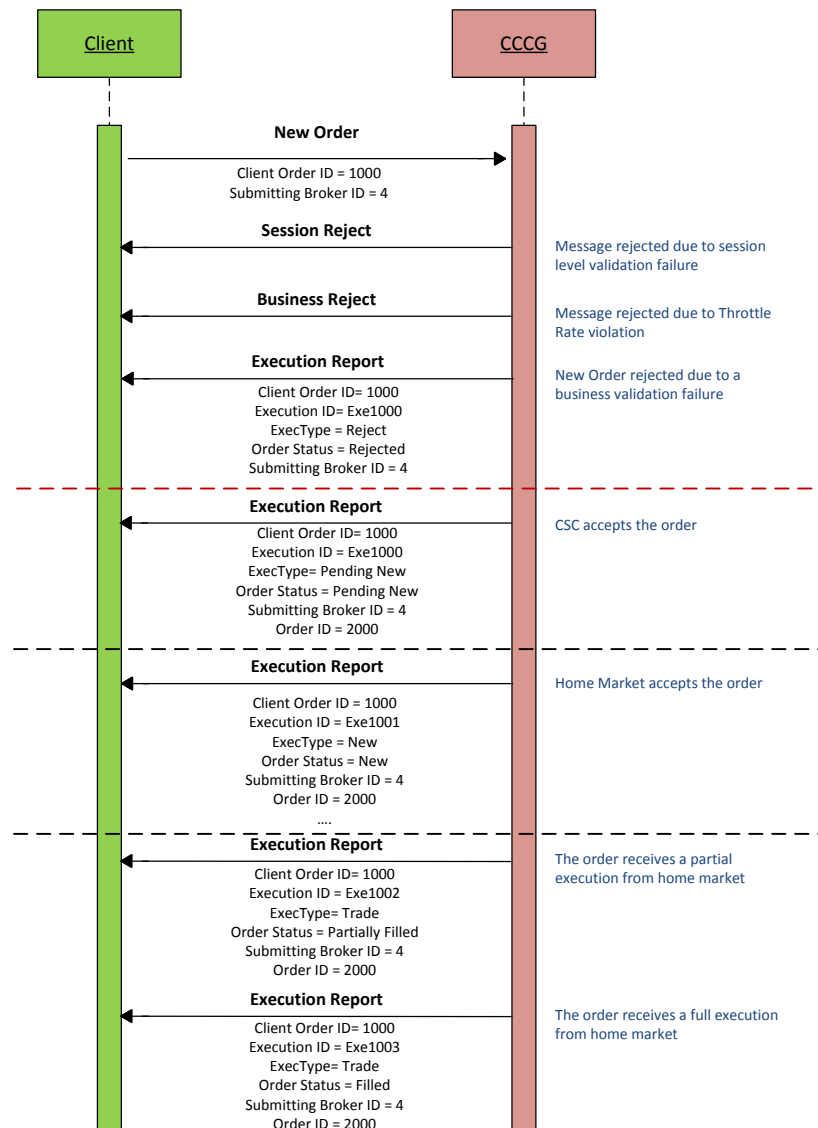 Client
CCCG
New Order
Client Order ID = 1000
Submitting Broker ID = 4
Session Reject
Message rejected due to session
level validation failure
Business Reject
Message rejected due to Throttle
Rate violation
Execution Report
New Order rejected due to a
business validation failure
Client Order ID= 1000
Execution ID= Exe1000
ExecType = Reject
Order Status = Rejected
Submitting Broker ID = 4
Execution Report
CSC accepts the order
Client Order ID= 1000
Execution ID = Exe1000
ExecType= Pending New
Order Status = Pending New
Submitting Broker ID = 4
Order ID = 2000
Execution Report
Home Market accepts the order
Client Order ID = 1000
Execution ID = Exe1001
ExecType = New
Order Status = New
Submitting Broker ID = 4
Order ID = 2000
....
Execution Report
The order receives a partial
execution from home market
Client Order ID = 1000
Execution ID = Exe1002
ExecType= Trade
Order Status = Partially Filled
Submitting Broker ID = 4
Order ID = 2000
Execution Report
The order receives a full execution
from home market
Client Order ID = 1000
Execution ID = Exe1003
ExecType= Trade
Order Status = Filled
Submitting Broker ID = 4
Order ID = 2000